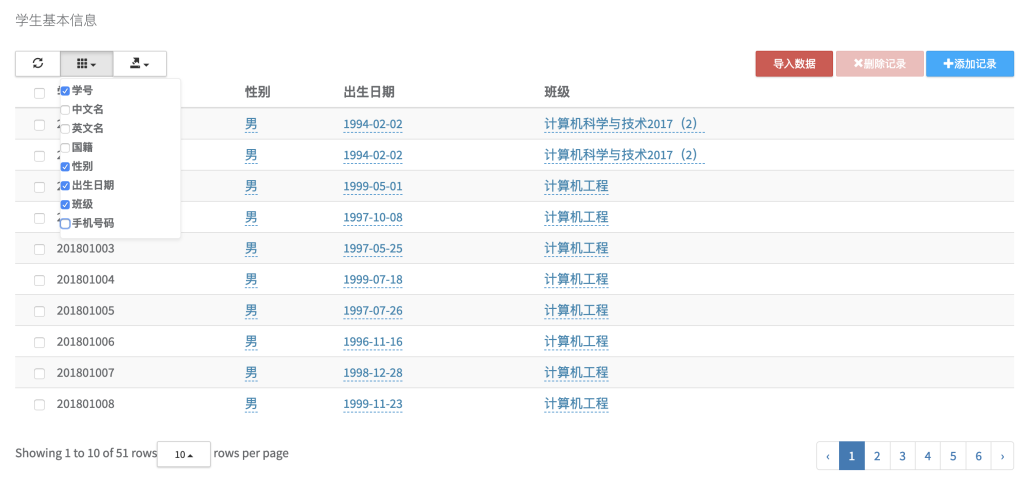 学生基本信息
导入数据 ✖删除记录 ✚添加记录
学号 性别 出生日期 班级
中文名
英文名
国籍
性别
出生日期
班级
手机号码
男 1994-02-02 计算机科学与技术2017（2）
男 1994-02-02 计算机科学与技术2017（2）
男 1999-05-01 计算机工程
男 1997-10-08 计算机工程
201801003 男 1997-05-25 计算机工程
201801004 男 1999-07-18 计算机工程
201801005 男 1997-07-26 计算机工程
201801006 男 1996-11-16 计算机工程
201801007 男 1998-12-28 计算机工程
201801008 男 1999-11-23 计算机工程
Showing 1 to 10 of 51 rows 10 rows per page ‹ 1 2 3 4 5 6 ›